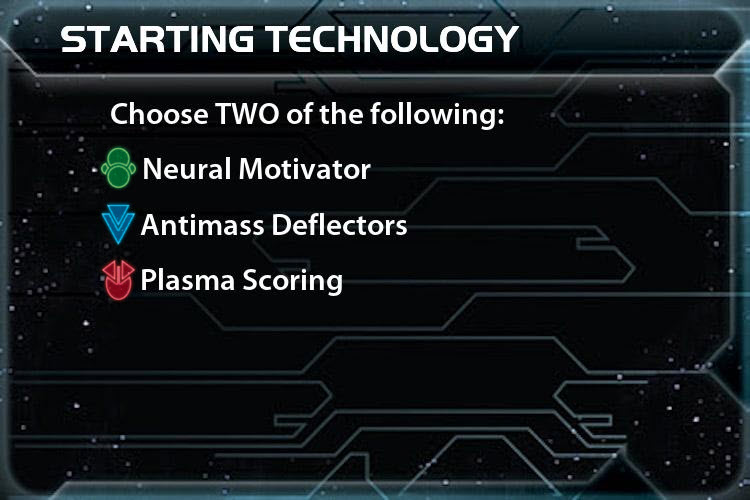 STARTING TECHNOLOGY
Choose TWO of the following:
Neural Motivator
Antimass Deflectors
Plasma Scoring